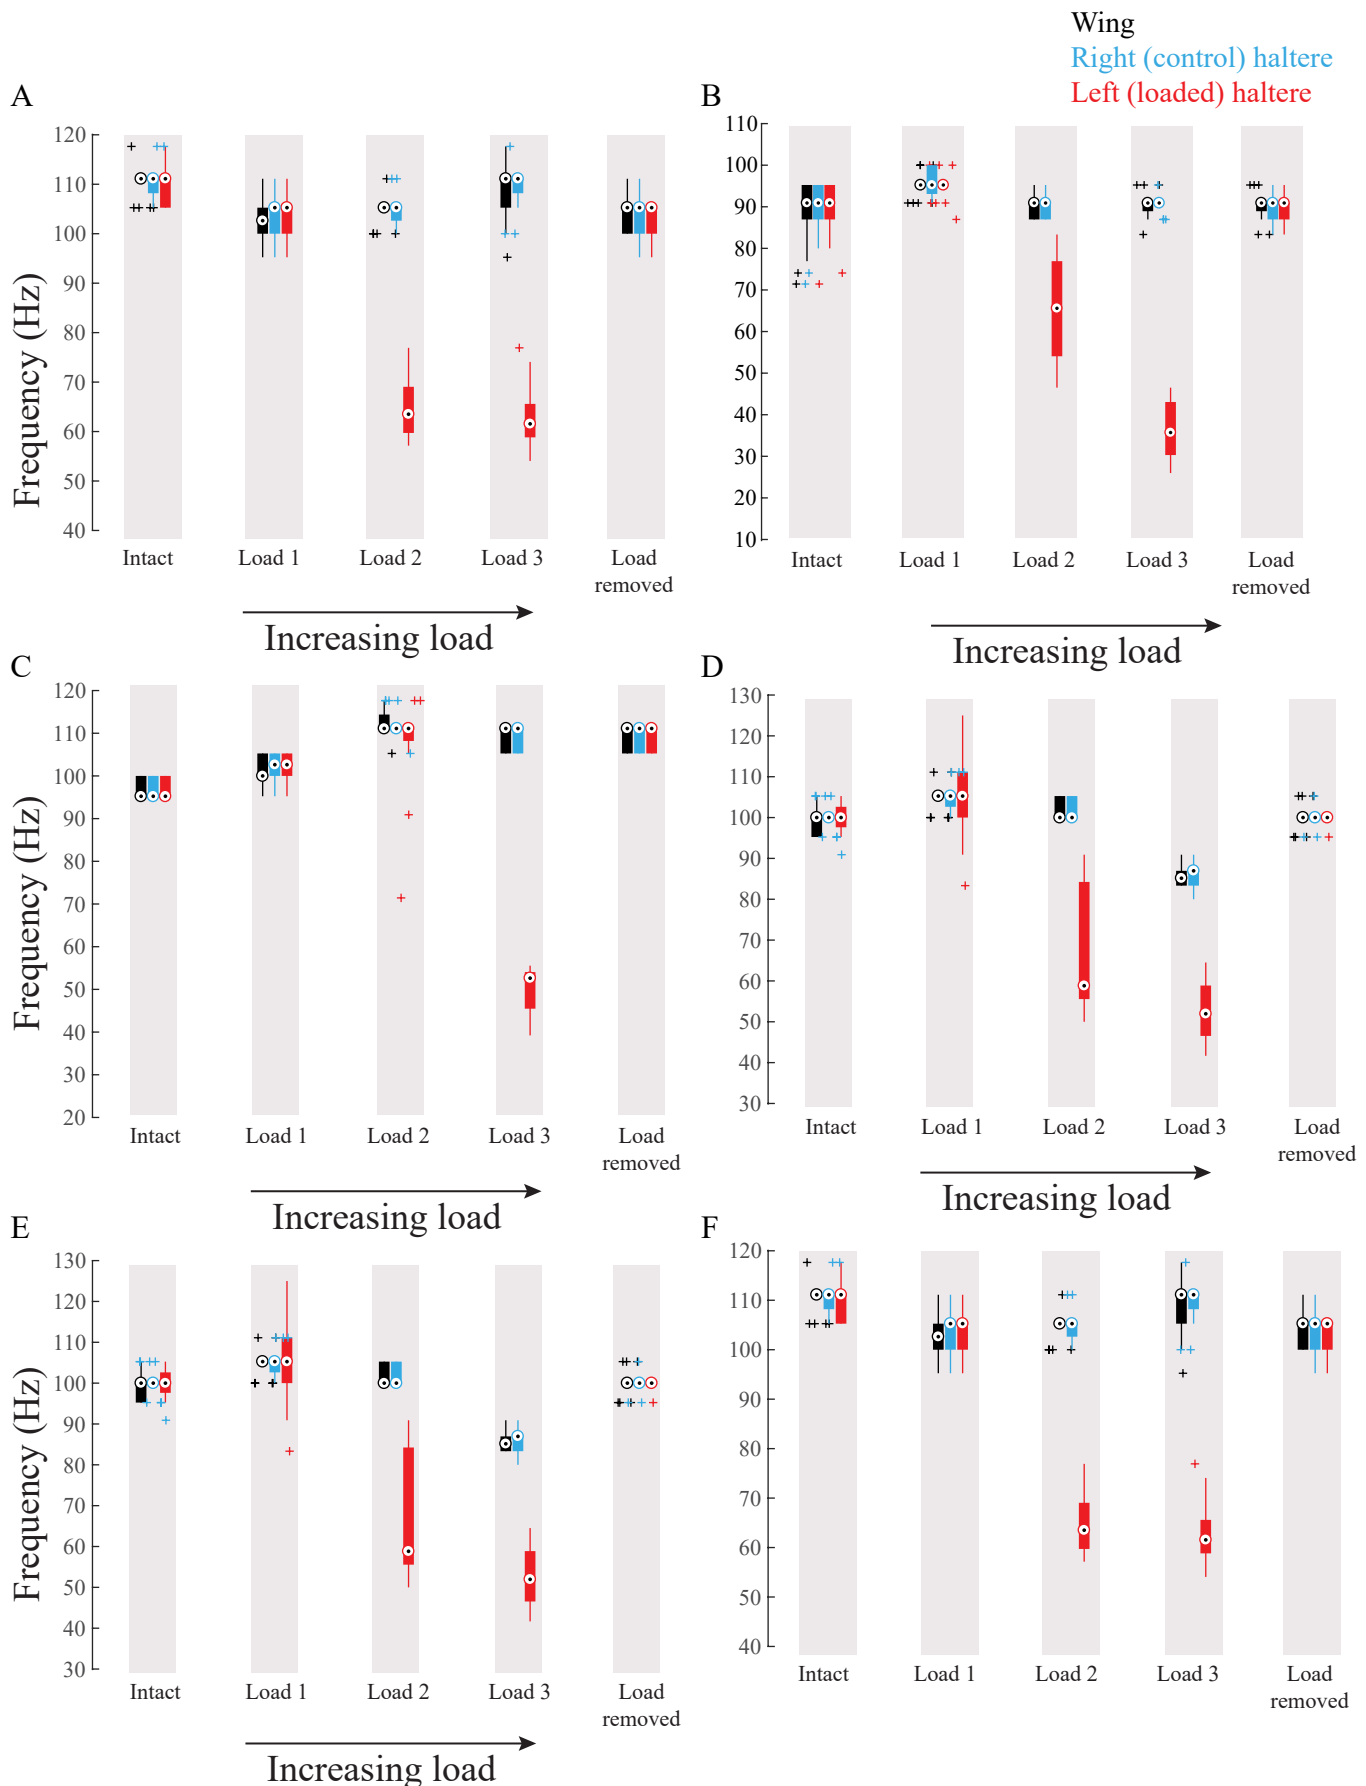 Wing
Right (control) haltere
Left (loaded) haltere
A
120
110
100
90
80
70
60
50
40
Frequency (Hz)
Intact
Load 1
Load 2
Load 3
Load
removed
Increasing load
B
110
100
90
80
70
60
50
40
30
20
10
Intact
Load 1
Load 2
Load 3
Load
removed
Increasing load
C
120
110
100
90
80
70
60
50
40
30
20
Frequency (Hz)
Intact
Load 1
Load 2
Load 3
Load
removed
Increasing load
D
130
120
110
100
90
80
70
60
50
40
30
Intact
Load 1
Load 2
Load 3
Load
removed
Increasing load
E
130
120
110
100
90
80
70
60
50
40
30
Frequency (Hz)
Intact
Load 1
Load 2
Load 3
Load
removed
Increasing load
F
120
110
100
90
80
70
60
50
40
Intact
Load 1
Load 2
Load 3
Load
removed